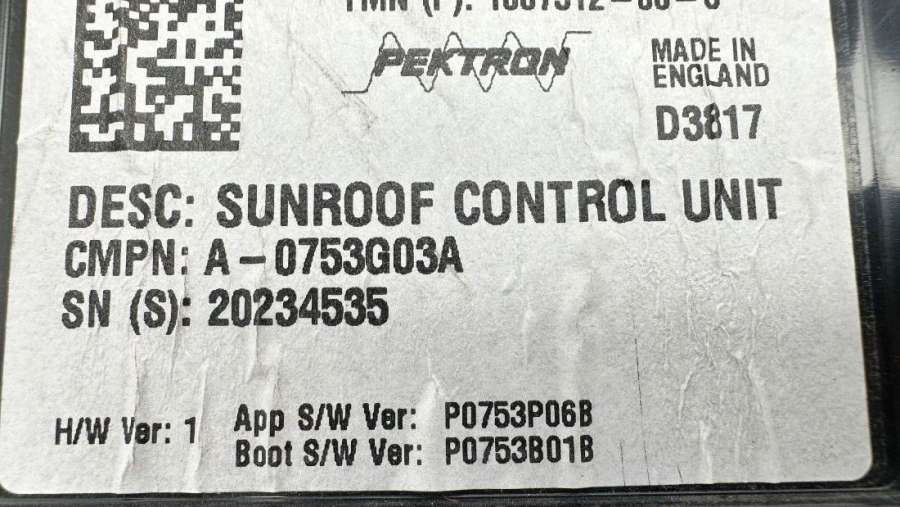 PEKTRON
MADE IN
ENGLAND
D3817
DESC: SUNROOF CONTROL UNIT
CMPN: A-0753G03A
SN (S): 20234535
H/W Ver: 1
App S/W Ver: P0753P06B
Boot S/W Ver: P0753B01B